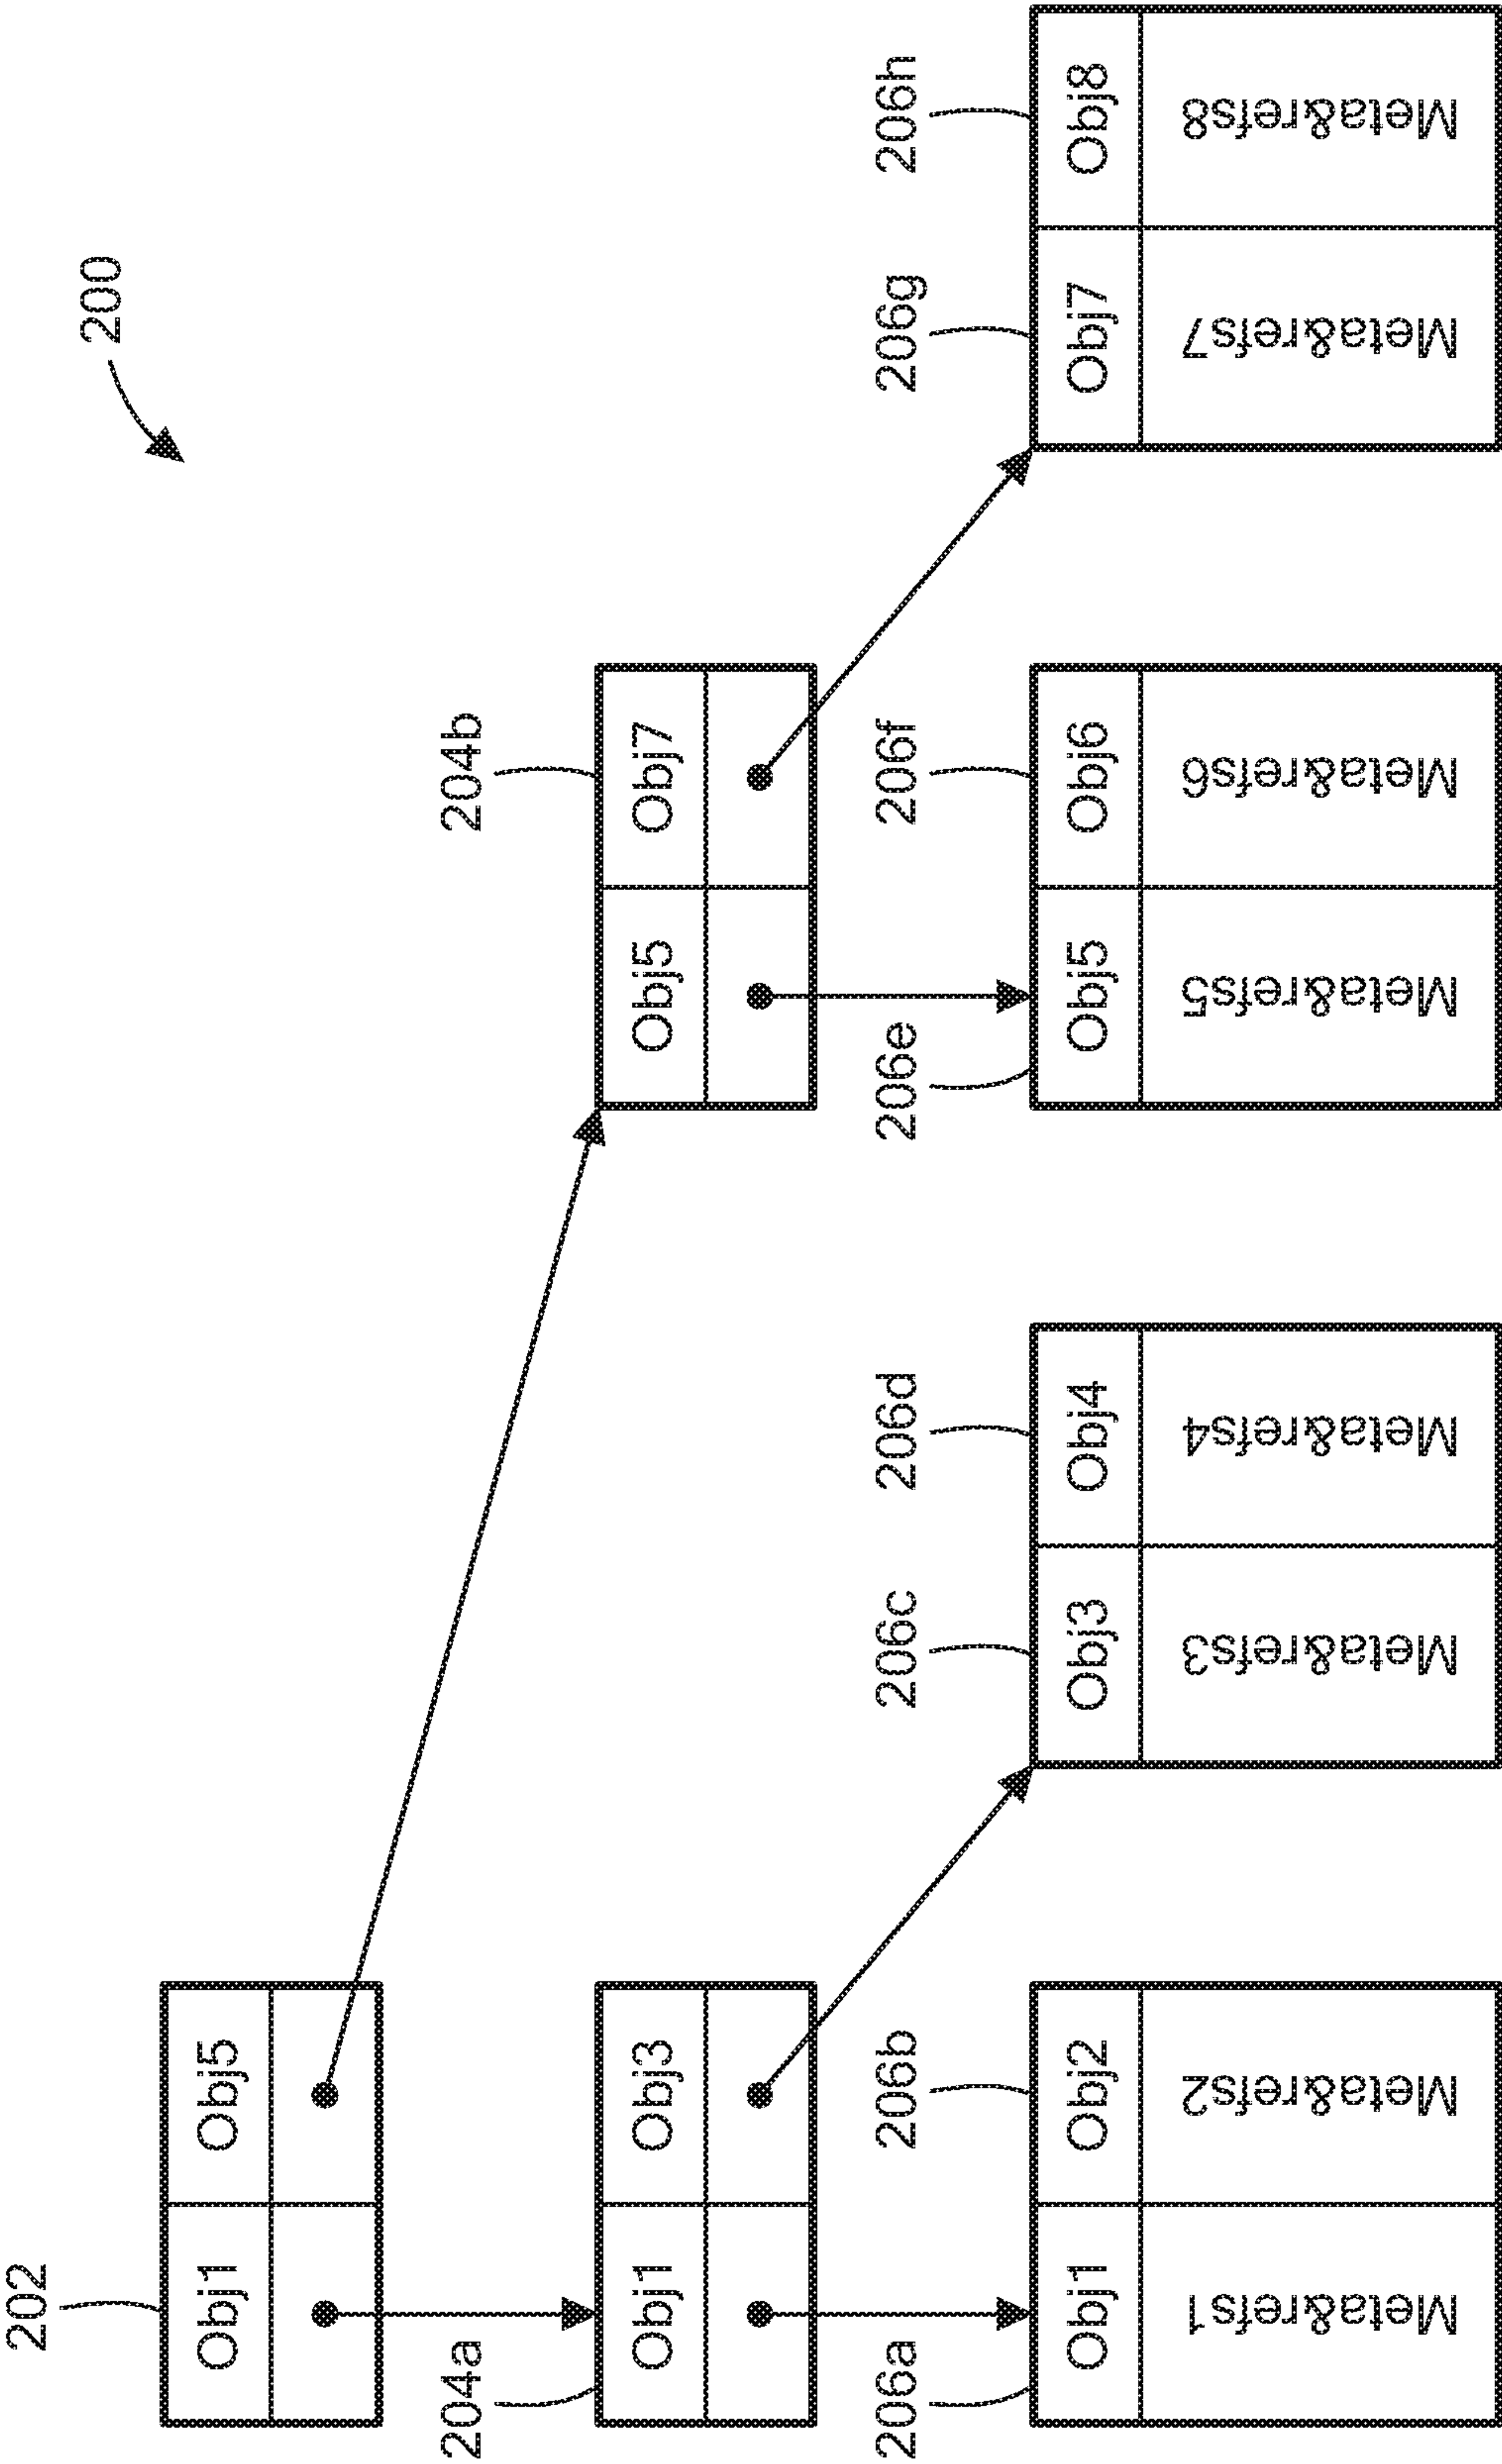 200
202
Obj1 Obj5
204a
204b
Obj1 Obj3
Obj5 Obj7
206a
206b
206c
206d
206e
206f
206g
206h
Obj1 Obj2
Obj3 Obj4
Obj5 Obj6
Obj7 Obj8
Meta&refs1
Meta&refs2
Meta&refs3
Meta&refs4
Meta&refs5
Meta&refs6
Meta&refs7
Meta&refs8